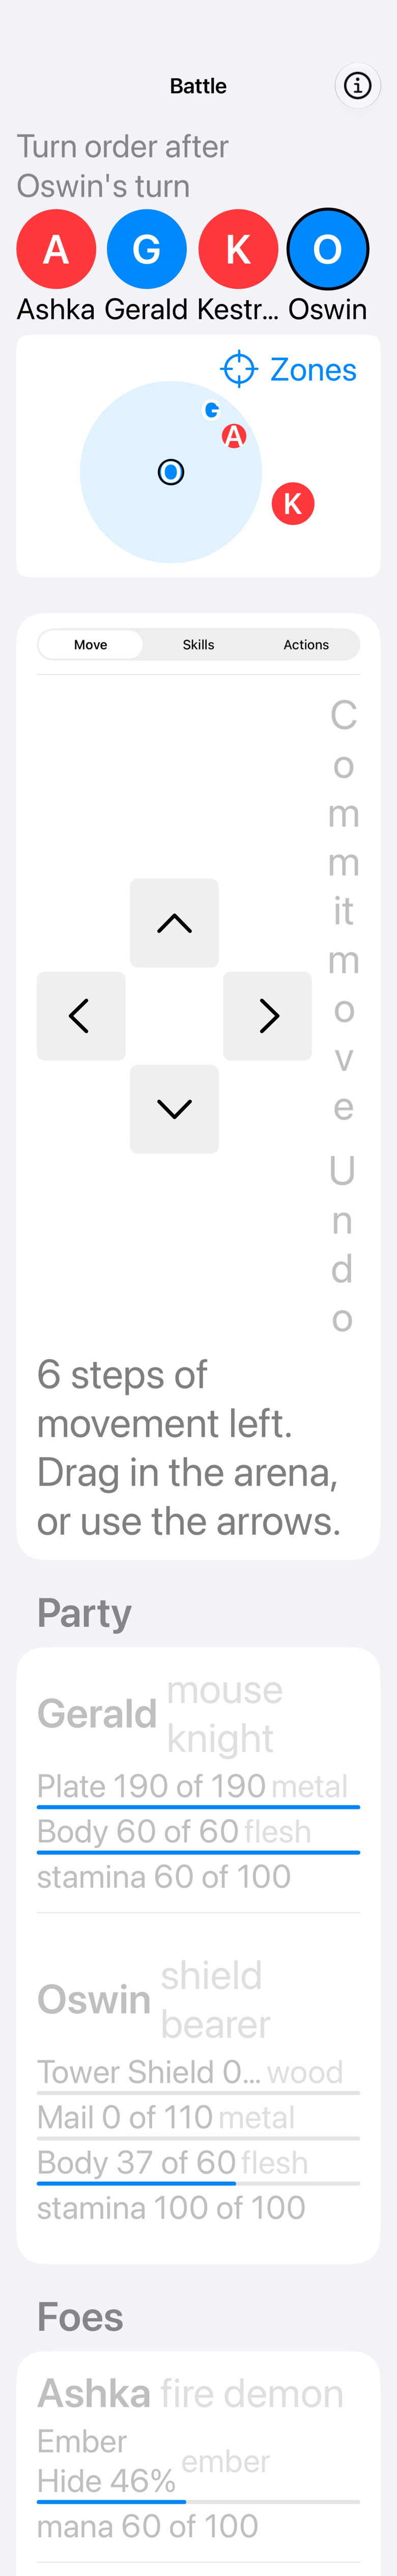 Battle
Turn order after
Oswin's turn
A G K O
Ashka Gerald Kestr... Oswin
Zones
G
A
O
K
Move Skills Actions
C
o
m
m
it
m
o
v
e
U
n
d
o
6 steps of
movement left.
Drag in the arena,
or use the arrows.
Party
Gerald mouse
knight
Plate 190 of 190 metal
Body 60 of 60 flesh
stamina 60 of 100
Oswin shield
bearer
Tower Shield 0... wood
Mail 0 of 110 metal
Body 37 of 60 flesh
stamina 100 of 100
Foes
Ashka fire demon
Ember
Hide 46% ember
mana 60 of 100